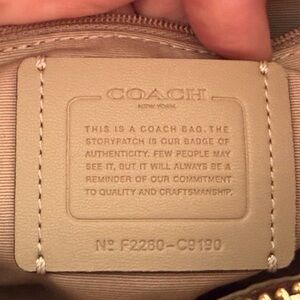 COACH
NEW YORK
THIS IS A COACH BAG. THE
STORYPATCH IS OUR BADGE OF
AUTHENTICITY. FEW PEOPLE MAY
SEE IT, BUT IT WILL ALWAYS BE A
REMINDER OF OUR COMMITMENT
TO QUALITY AND CRAFTSMANSHIP.
Nº F2260-C9190